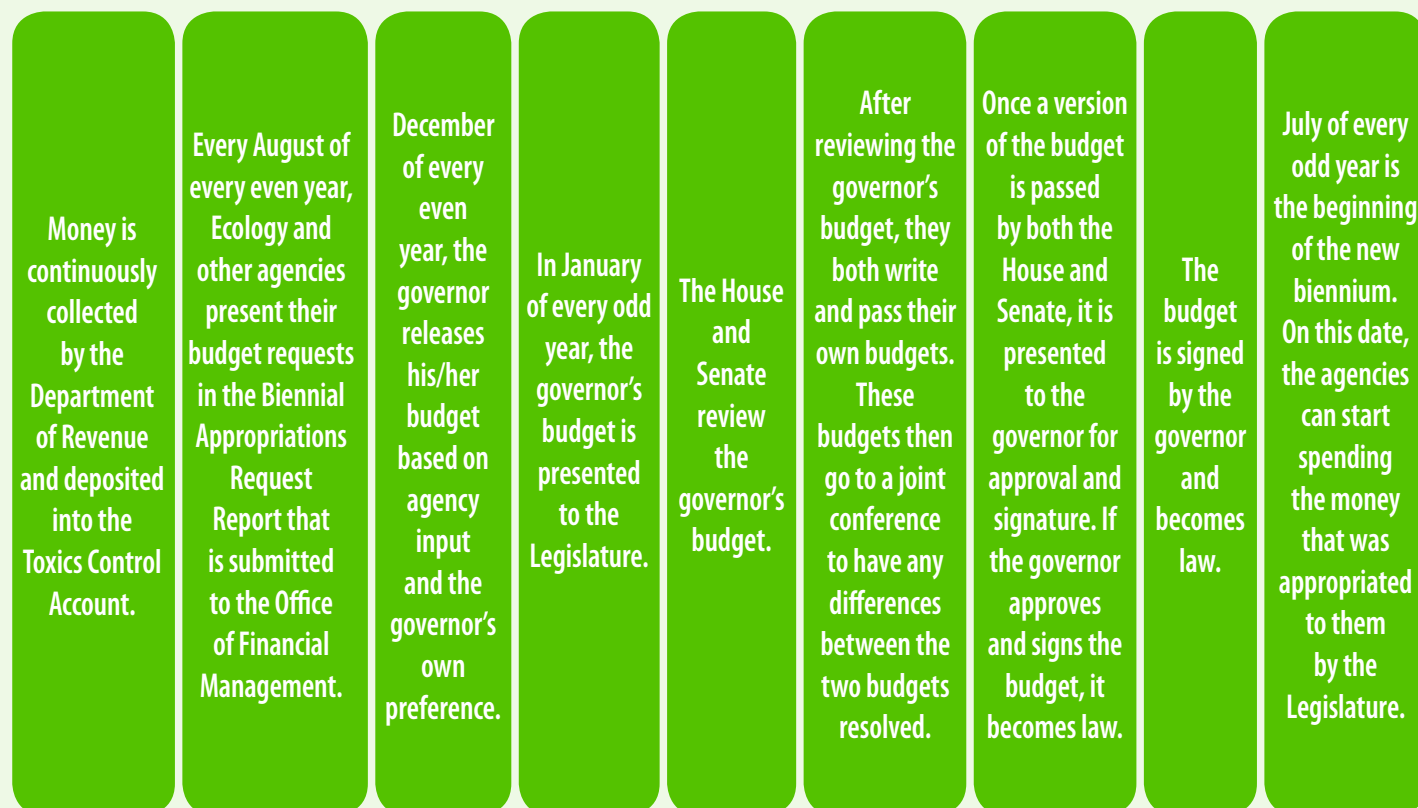 Money is
continuously
collected
by the
Department
of Revenue
and deposited
into the
Toxics Control
Account.
Every August of
every even year,
Ecology and
other agencies
present their
budget requests
in the Biennial
Appropriations
Request
Report that
is submitted
to the Office
of Financial
Management.
December
of every
even
year, the
governor
releases
his/her
budget
based on
agency
input
and the
governor’s
own
preference.
In January
of every odd
year, the
governor’s
budget is
presented
to the
Legislature.
The House
and
Senate
review
the
governor’s
budget.
After
reviewing the
governor’s
budget, they
both write
and pass their
own budgets.
These
budgets then
go to a joint
conference
to have any
differences
between the
two budgets
resolved.
Once a version
of the budget
is passed
by both the
House and
Senate, it is
presented
to the
governor for
approval and
signature. If
the governor
approves
and signs the
budget, it
becomes law.
The
budget
is signed
by the
governor
and
becomes
law.
July of every
odd year is
the beginning
of the new
biennium.
On this date,
the agencies
can start
spending
the money
that was
appropriated
to them
by the
Legislature.